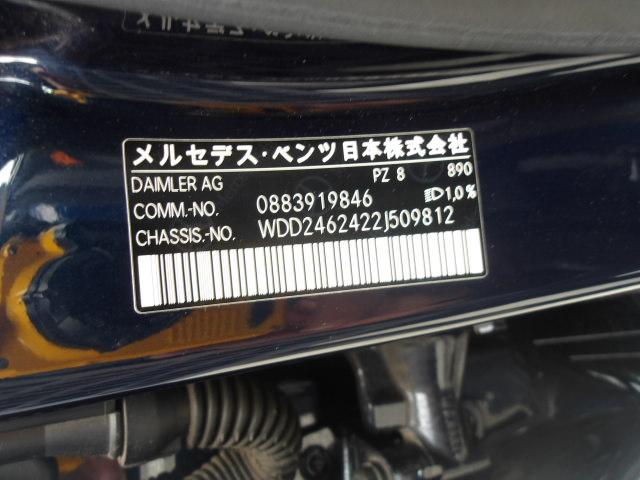 メルセデス・ベンツ日本株式会社
DAIMLER AG PZ 8 890
COMM.-NO. 0883919846 1,0%
CHASSIS.-NO. WDD2462422J509812